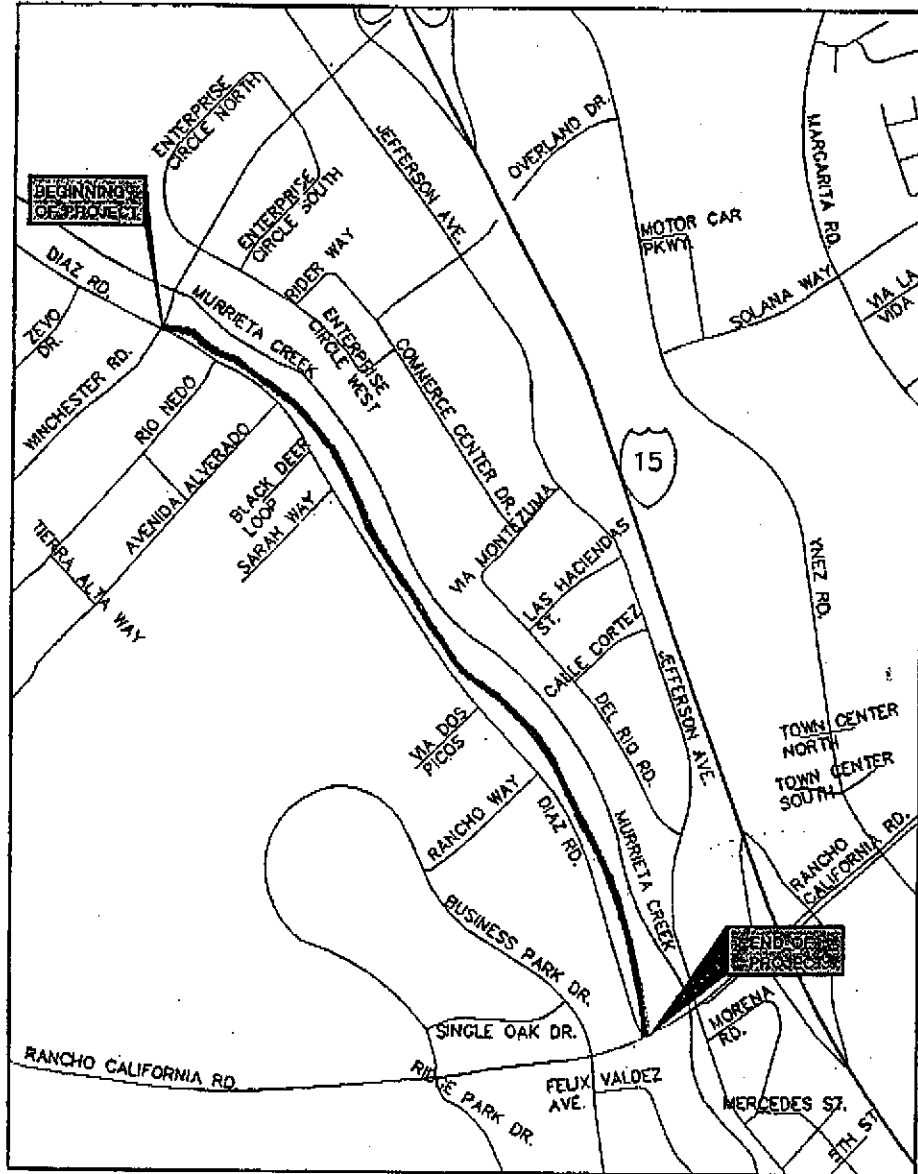 ENTERPRISE
CIRCLE NORTH
BEGINNING
OF PROJECT
ENTERPRISE
CIRCLE SOUTH
JEFFERSON AVE.
OVERLAND DR.
MARGARITA RD.
MOTOR CAR
PKWY.
DIAZ RD.
RIDER WAY
MURRIETA CREEK
SOLANA WAY
VIA LA
VIDA
ZEVO
DR.
ENTERPRISE
CIRCLE WEST
COMMERCE CENTER DR.
WINCHESTER RD.
RIO NEDO
15
AVENIDA ALVERADO
BLACK DEER
LOOP
SARAH WAY
VIA MONTEZUMA
LAS HACIENDAS
ST.
YNEZ RD.
TIERRA ALTA WAY
CALLE CORTEZ
JEFFERSON AVE.
DEL RIO RD.
VIA DOS
PICOS
TOWN CENTER
NORTH
TOWN CENTER
SOUTH
RANCHO WAY
DIAZ RD.
MURRIETA CREEK
RANCHO
CALIFORNIA RD.
BUSINESS PARK DR.
END OF
PROJECT
SINGLE OAK DR.
MORENA
RD.
RANCHO CALIFORNIA RD
RIDGE PARK DR.
FELIX VALDEZ
AVE.
MERCEDES ST.
5TH ST